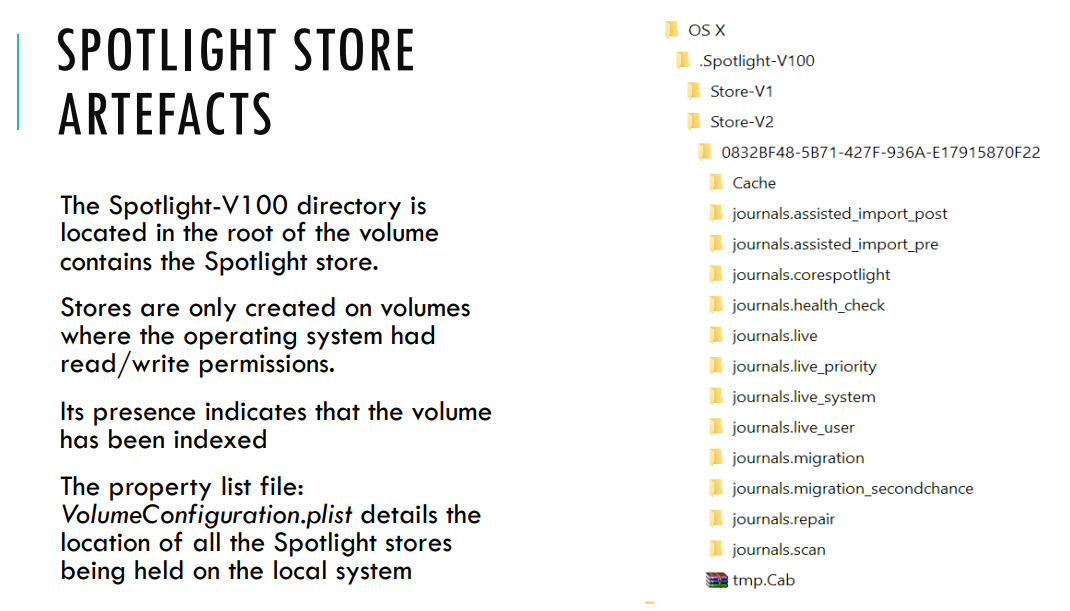 SPOTLIGHT STORE
ARTEFACTS
The Spotlight-V100 directory is
located in the root of the volume
contains the Spotlight store.
Stores are only created on volumes
where the operating system had
read/write permissions.
Its presence indicates that the volume
has been indexed
The property list file:
VolumeConfiguration.plist details the
location of all the Spotlight stores
being held on the local system
OS X
.Spotlight-V100
Store-V1
Store-V2
0832BF48-5B71-427F-936A-E17915870F22
Cache
journals.assisted_import_post
journals.assisted_import_pre
journals.corespotlight
journals.health_check
journals.live
journals.live_priority
journals.live_system
journals.live_user
journals.migration
journals.migration_secondchance
journals.repair
journals.scan
tmp.Cab